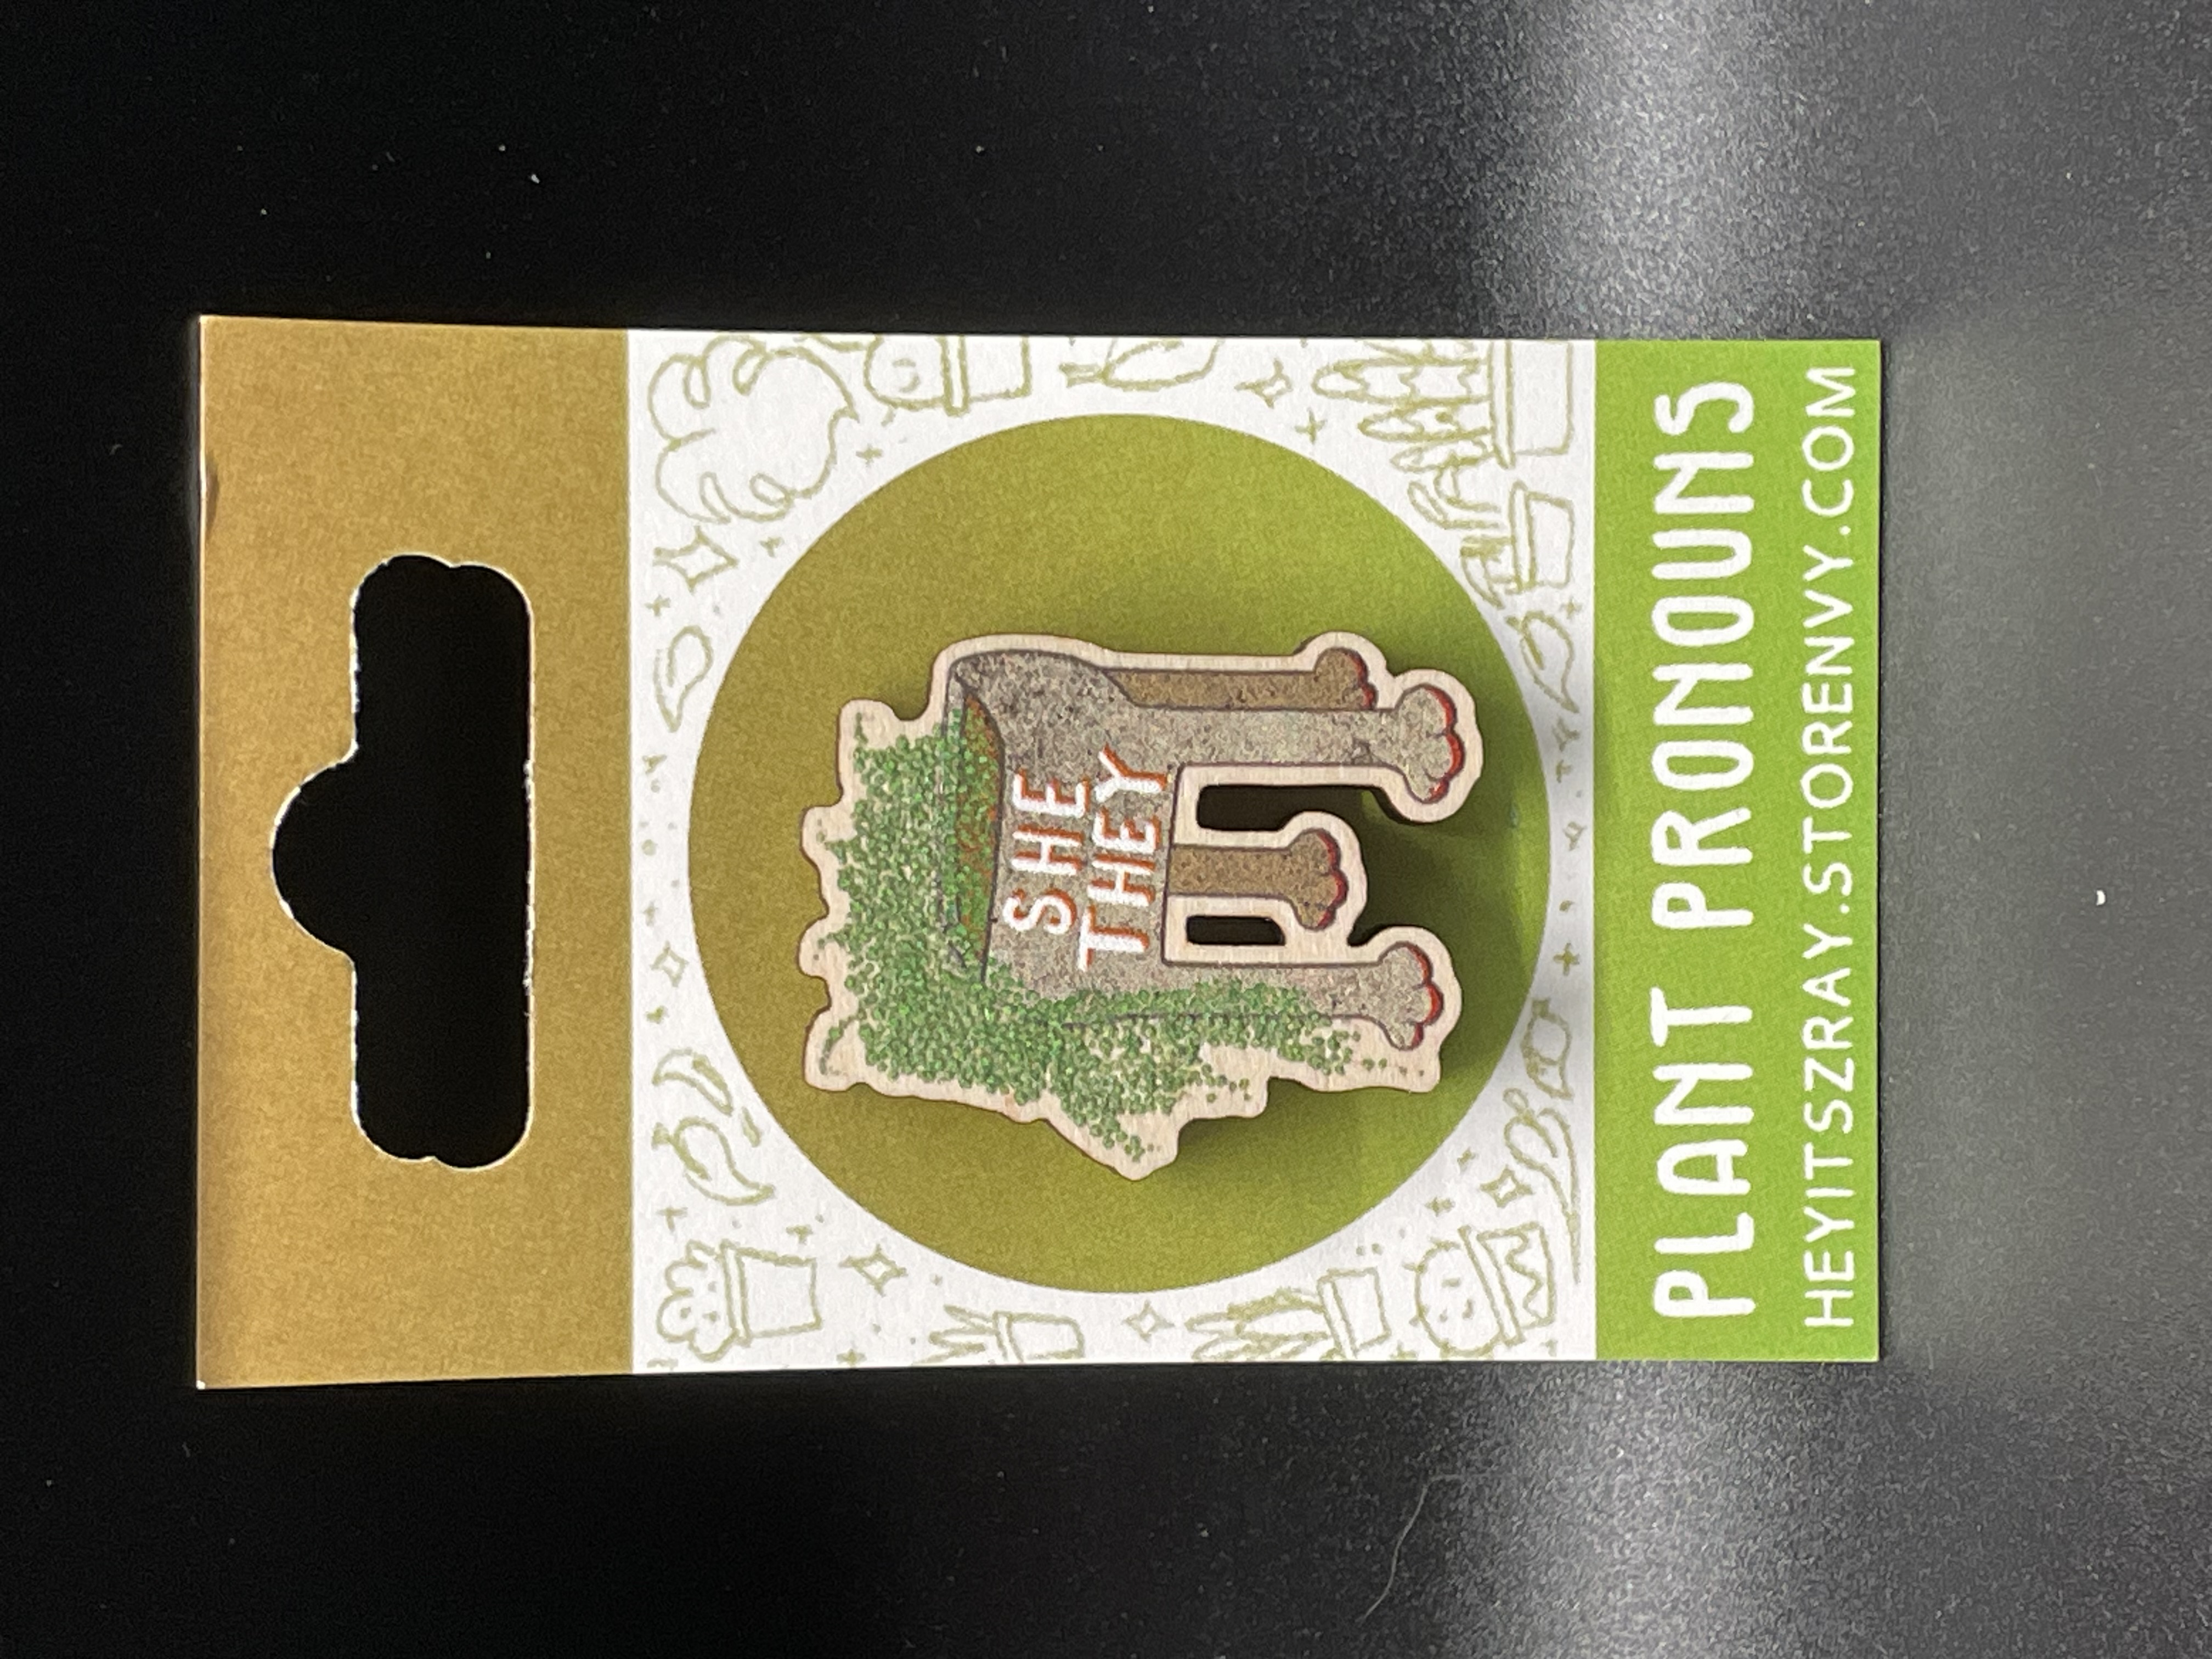 SHE
THEY
PLANT PRONOUNS
HEYITSZRAY.STORENVY.COM